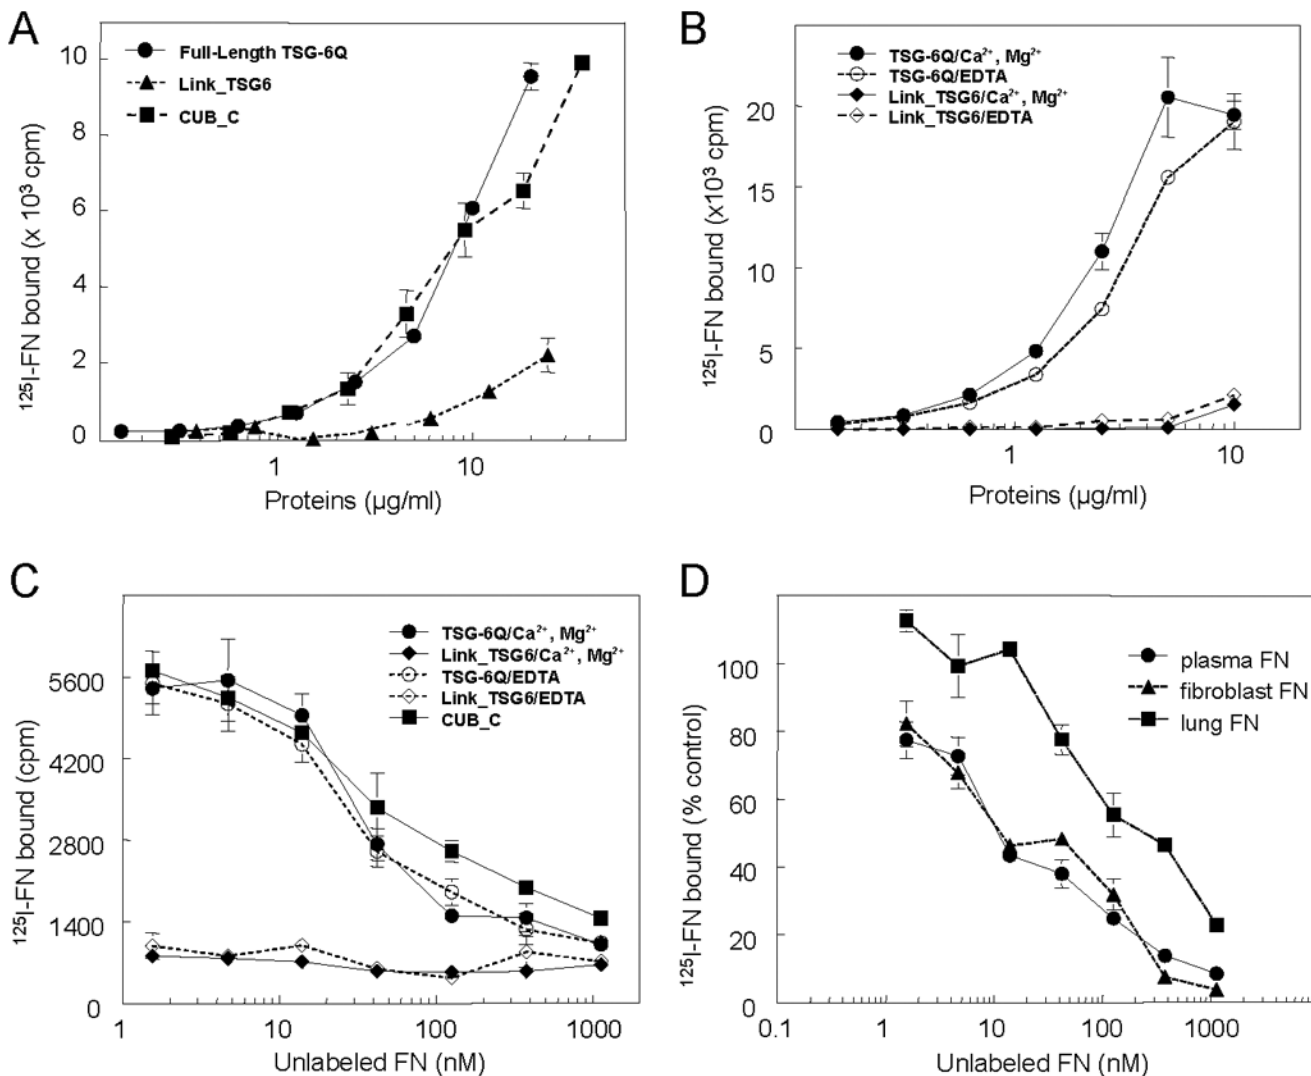 A
Full-Length TSG-6Q
Link_TSG6
CUB_C
10
8
6
4
2
0
¹²⁵I-FN bound (x 10³ cpm)
1
10
Proteins (µg/ml)
B
TSG-6Q/Ca²⁺, Mg²⁺
TSG-6Q/EDTA
Link_TSG6/Ca²⁺, Mg²⁺
Link_TSG6/EDTA
20
15
10
5
0
¹²⁵I-FN bound (x10³ cpm)
1
10
Proteins (µg/ml)
C
TSG-6Q/Ca²⁺, Mg²⁺
Link_TSG6/Ca²⁺, Mg²⁺
TSG-6Q/EDTA
Link_TSG6/EDTA
CUB_C
5600
4200
2800
1400
0
¹²⁵I-FN bound (cpm)
1
10
100
1000
Unlabeled FN (nM)
D
plasma FN
fibroblast FN
lung FN
100
80
60
40
20
0
¹²⁵I-FN bound (% control)
0.1
1
10
100
1000
Unlabeled FN (nM)